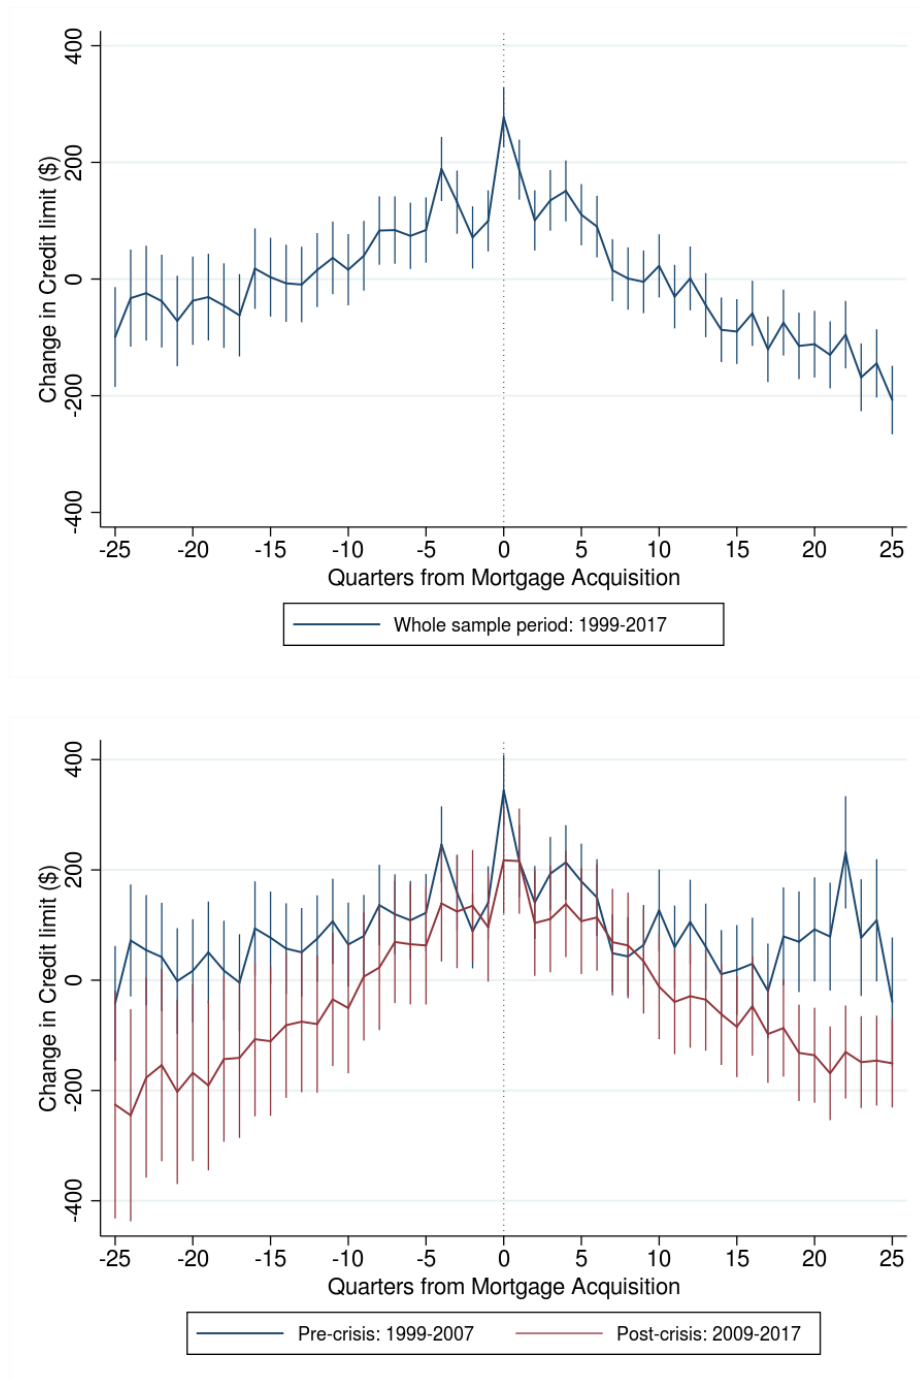 400
200
0
-200
-400
Change in Credit limit ($)
-25 -20 -15 -10 -5 0 5 10 15 20 25
Quarters from Mortgage Acquisition
Whole sample period: 1999-2017
400
200
0
-200
-400
Change in Credit limit ($)
-25 -20 -15 -10 -5 0 5 10 15 20 25
Quarters from Mortgage Acquisition
Pre-crisis: 1999-2007 Post-crisis: 2009-2017